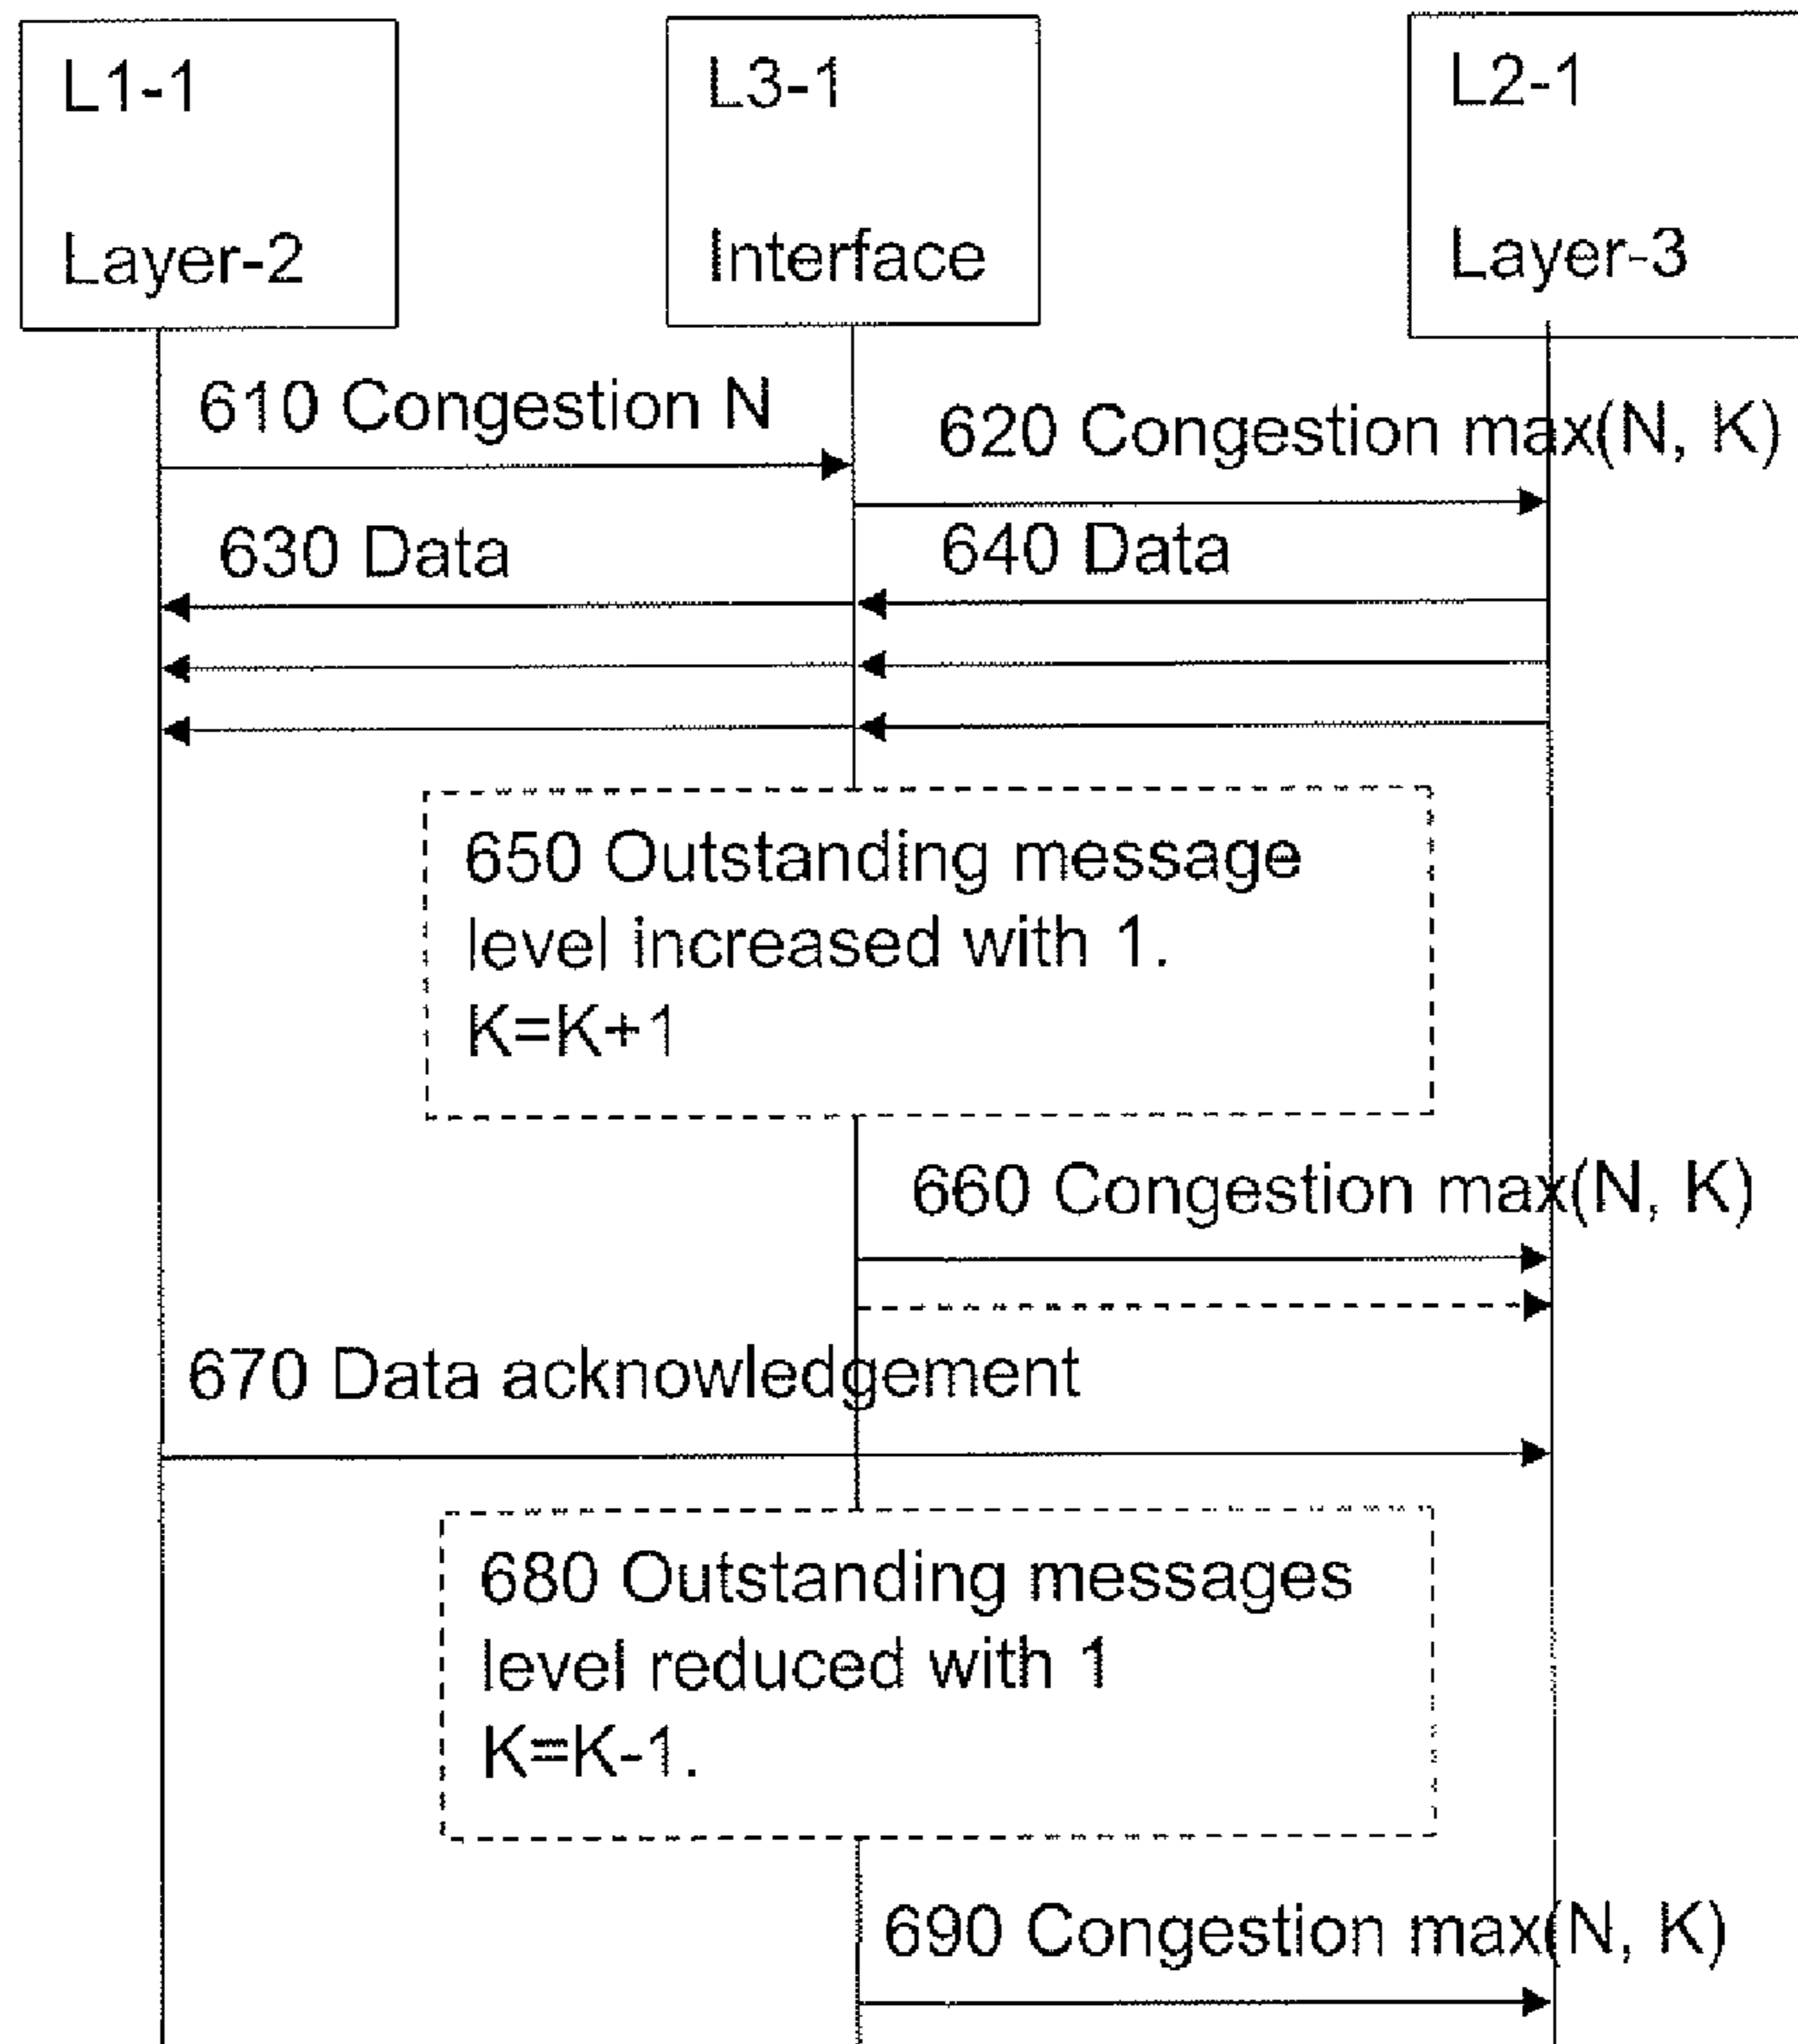 L1-1
Layer-2
L3-1
Interface
L2-1
Layer-3
610 Congestion N
620 Congestion max(N, K)
630 Data
640 Data
650 Outstanding message
level increased with 1.
K=K+1
660 Congestion max(N, K)
670 Data acknowledgement
680 Outstanding messages
level reduced with 1
K=K-1.
690 Congestion max(N, K)